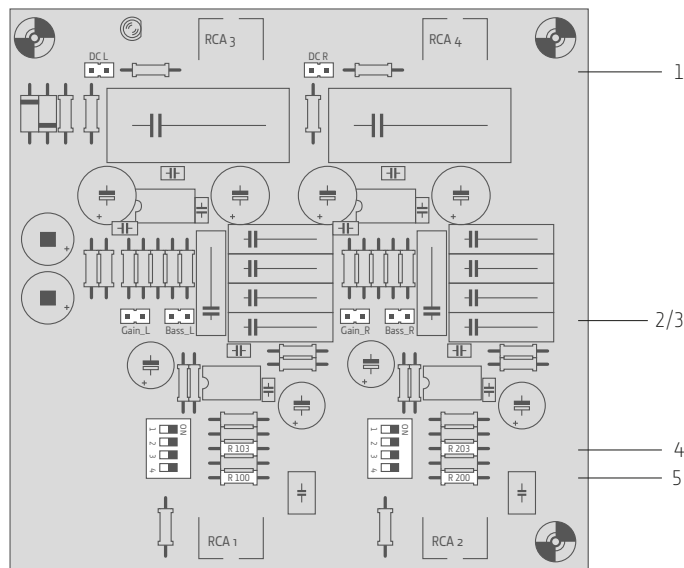 RCA 3 RCA 4
DC L DC R
1
+ + + +
+
+
Gain_L Bass_L Gain_R Bass_R 2/3
+ +
+ +
ON 1 2 3 4
ON 1 2 3 4
R 103 R 203 4
R 100 R 200 5
RCA 1 RCA 2